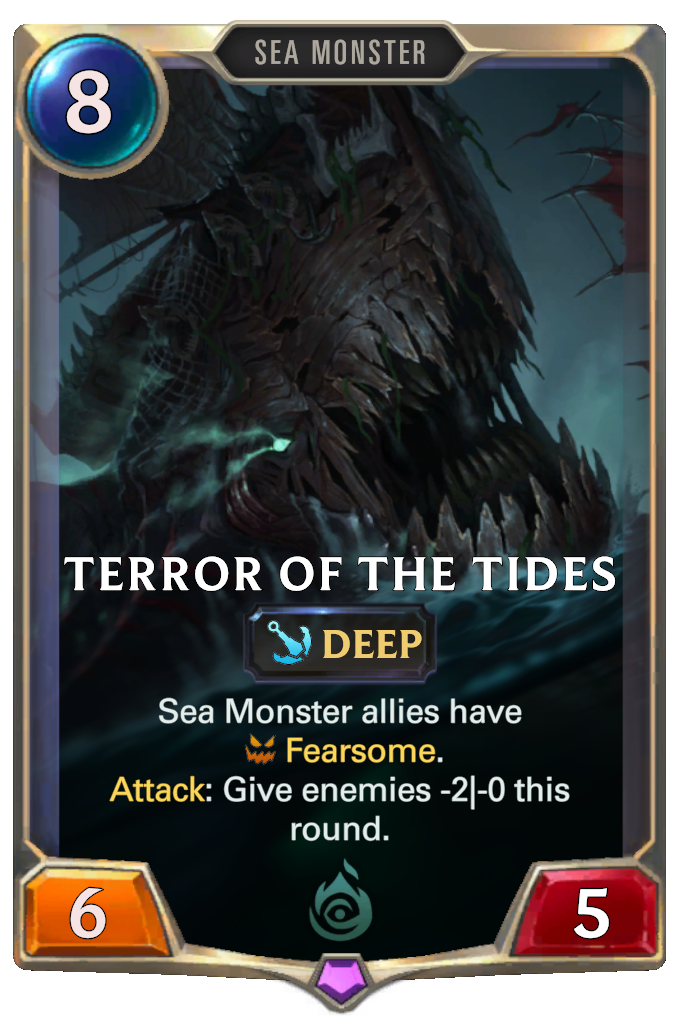 SEA MONSTER
8
TERROR OF THE TIDES
DEEP
Sea Monster allies have
Fearsome.
Attack: Give enemies -2|-0 this
round.
6
5